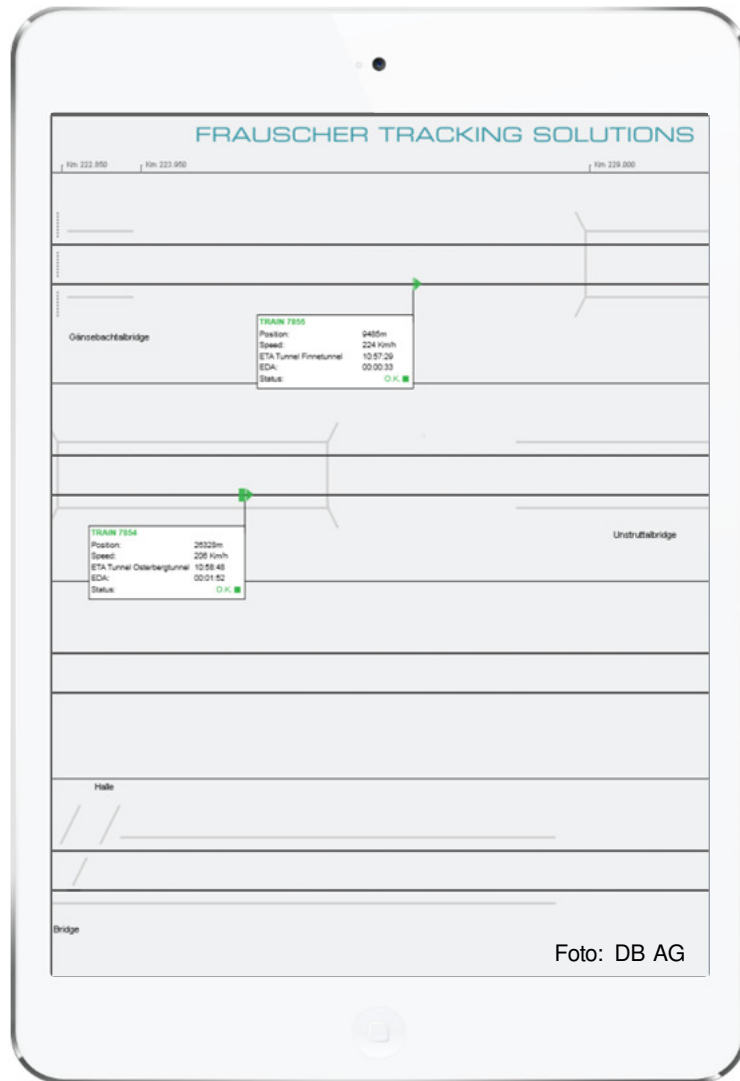 FRAUSCHER TRACKING SOLUTIONS
Km 222.950 Km 223.950 Km 229.000
Gänsebachtalbridge
TRAIN 7855
Position: 9485m
Speed: 224 Km/h
ETA Tunnel Finnetunnel 10:57:29
EDA: 00:00:33
Status: O.K.
TRAIN 7854
Position: 26328m
Speed: 206 Km/h
ETA Tunnel Osterbergtunnel 10:58:48
EDA: 00:01:52
Status: O.K.
Unstruttalbridge
Halle
Bridge
Foto: DB AG